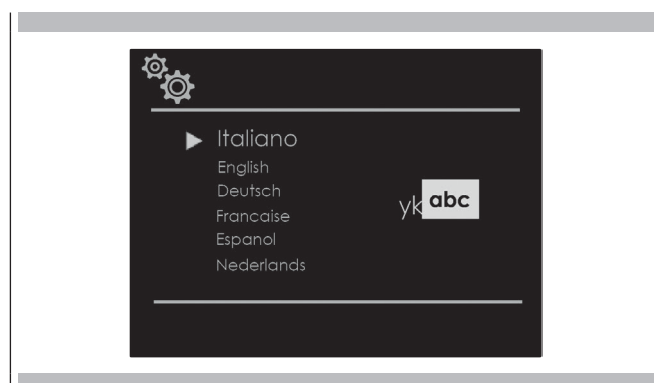 Italiano
English
Deutsch
Francaise
Espanol
Nederlands
yk abc